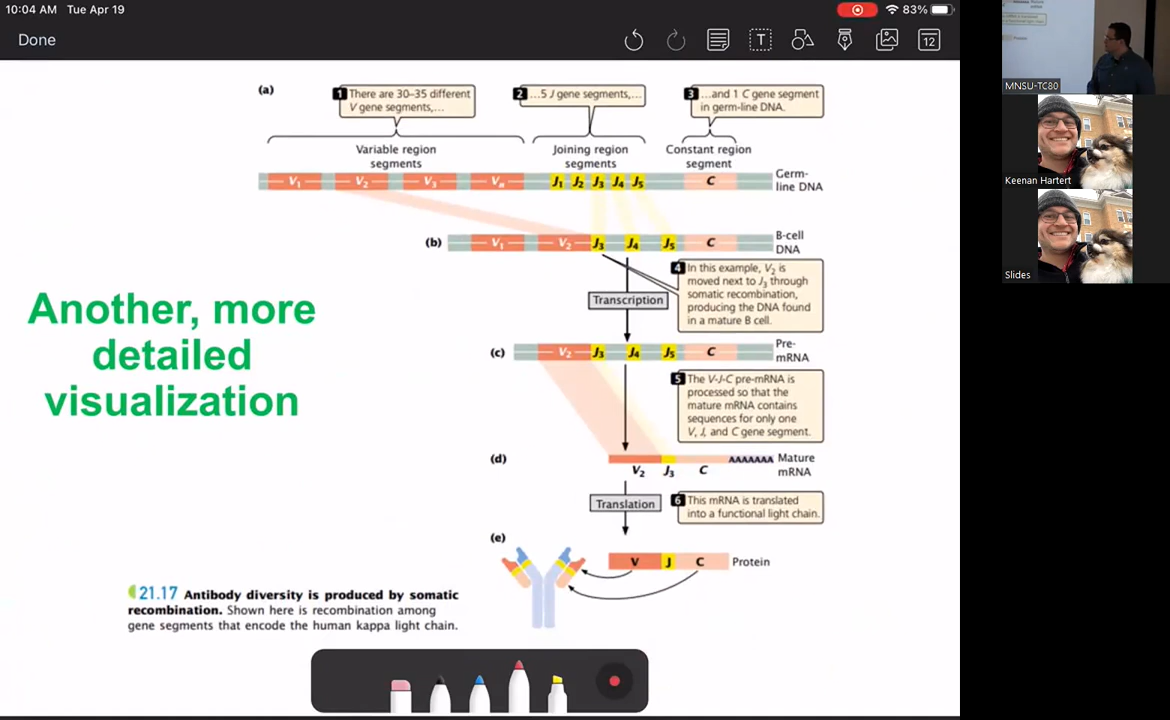 10:04 AM Tue Apr 19
83%
Done
T
12
(a)
1 There are 30–35 different
V gene segments,...
2 ...5 J gene segments,...
3 ...and 1 C gene segment
in germ-line DNA.
Variable region
segments
Joining region
segments
Constant region
segment
V1 V2 V3 Vn J1 J2 J3 J4 J5 C
Germ-
line DNA
(b)
V1 V2 J3 J4 J5 C
B-cell
DNA
4 In this example, V2 is
moved next to J3 through
somatic recombination,
producing the DNA found
in a mature B cell.
Transcription
Another, more
detailed
visualization
(c)
V2 J3 J4 J5 C
Pre-
mRNA
5 The V-J-C pre-mRNA is
processed so that the
mature mRNA contains
sequences for only one
V, J, and C gene segment.
(d)
AAAAAAA
Mature
mRNA
V2 J3 C
Translation
6 This mRNA is translated
into a functional light chain.
(e)
V J C
Protein
21.17 Antibody diversity is produced by somatic
recombination. Shown here is recombination among
gene segments that encode the human kappa light chain.
MNSU-TC80
Keenan Hartert
Slides